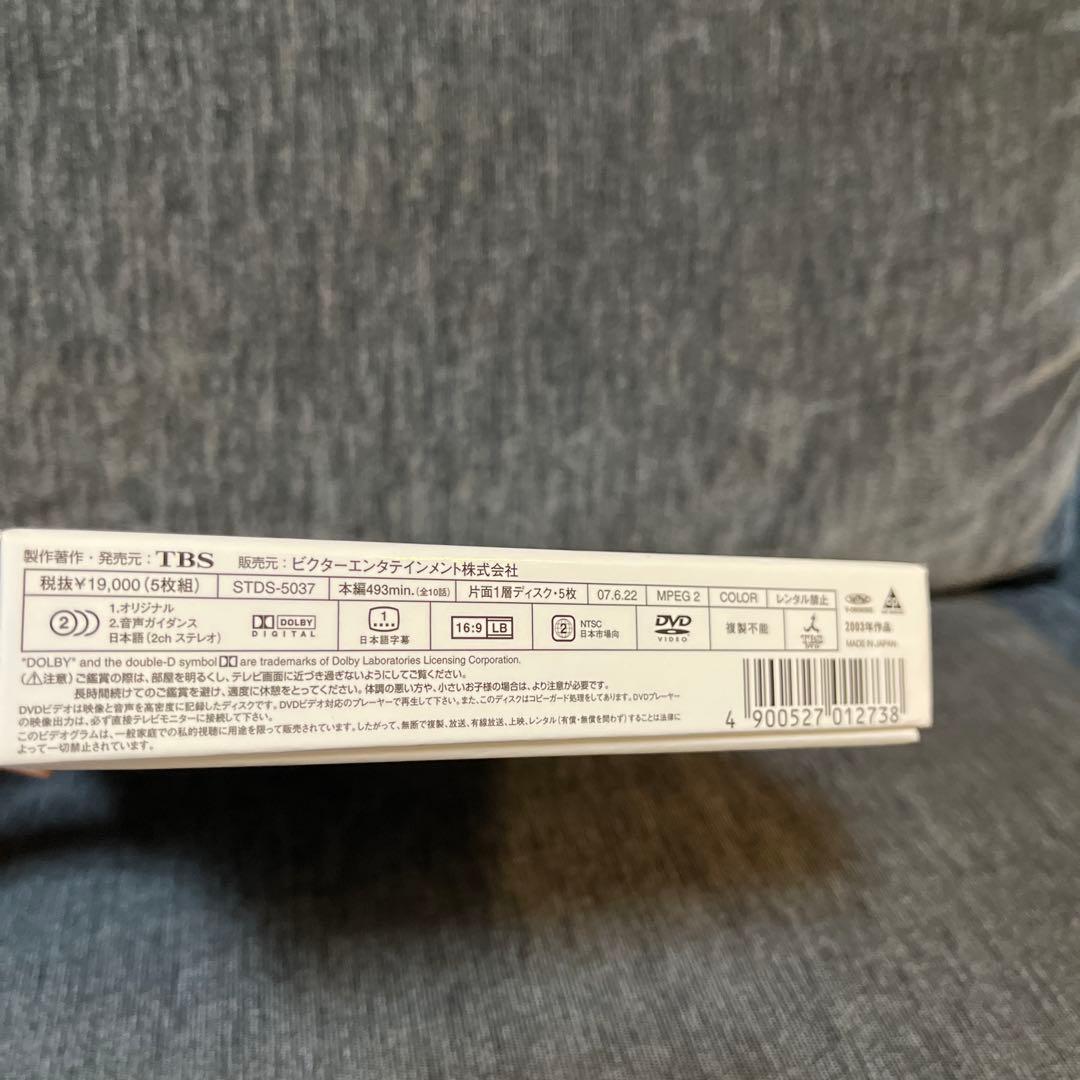 製作著作・発売元：TBS 販売元：ビクターエンタテインメント株式会社
税抜¥19,000(5枚組) STDS-5037 本編493min.(全10話) 片面1層ディスク・5枚 07.6.22 MPEG 2 COLOR レンタル禁止
2 1.オリジナル
2.音声ガイダンス
日本語(2ch ステレオ)
DOLBY
DIGITAL
1
日本語字幕
16:9 LB
2 NTSC
日本市場向
DVD
VIDEO
複製不能
TBS
2003年作品
MADE IN JAPAN
"DOLBY" and the double-D symbol are trademarks of Dolby Laboratories Licensing Corporation.
(⚠注意) ご鑑賞の際は、部屋を明るくし、テレビ画面に近づき過ぎないようにしてご覧ください。
長時間続けてのご鑑賞を避け、適度に休憩をとってください。体調の悪い方や、小さいお子様の場合は、より注意が必要です。
DVDビデオは映像と音声を高密度に記録したディスクです。DVDビデオ対応のプレーヤーで再生して下さい。また、このディスクはコピーガード処理をしてあります。DVDプレーヤー
の映像出力は、必ず直接テレビモニターに接続して下さい。
このビデオグラムは、一般家庭での私的視聴に用途を限って販売されています。したがって、無断で複製、放送、有線放送、上映、レンタル(有償・無償を問わず)することは法律に
よって一切禁止されています。
4 900527 012738